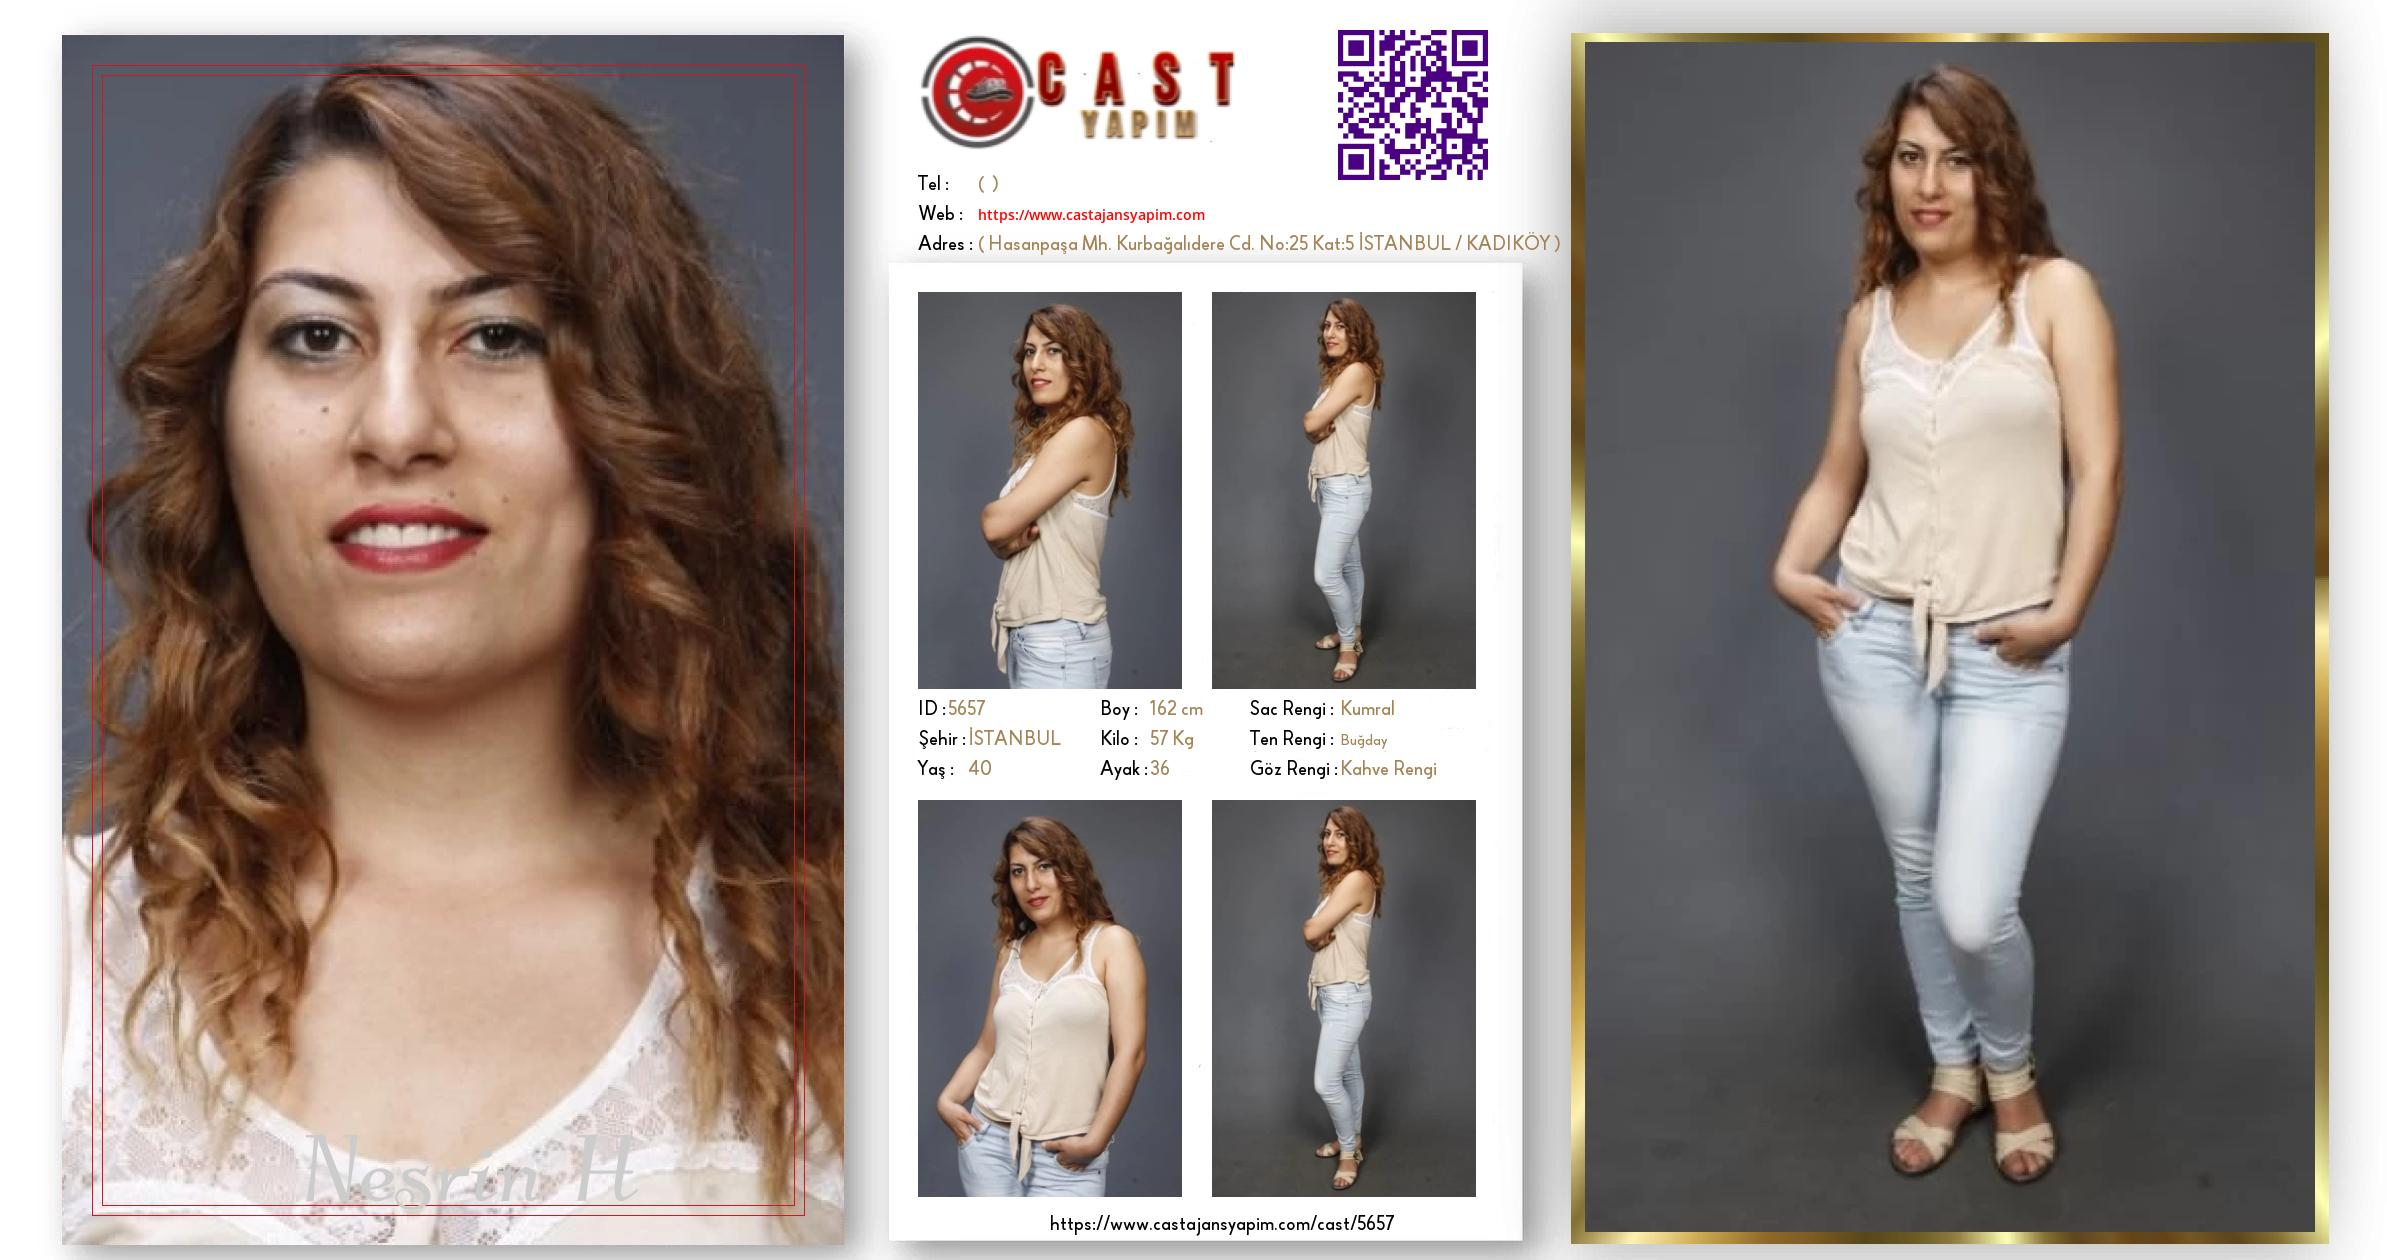 CAST
YAPIM
Tel : ( )
Web : https://www.castajansyapim.com
Adres : ( Hasanpaşa Mh. Kurbağalıdere Cd. No:25 Kat:5 İSTANBUL / KADIKÖY )
ID : 5657 Boy : 162 cm Sac Rengi : Kumral
Şehir : İSTANBUL Kilo : 57 Kg Ten Rengi : Buğday
Yaş : 40 Ayak : 36 Göz Rengi : Kahve Rengi
Nesrin H
https://www.castajansyapim.com/cast/5657